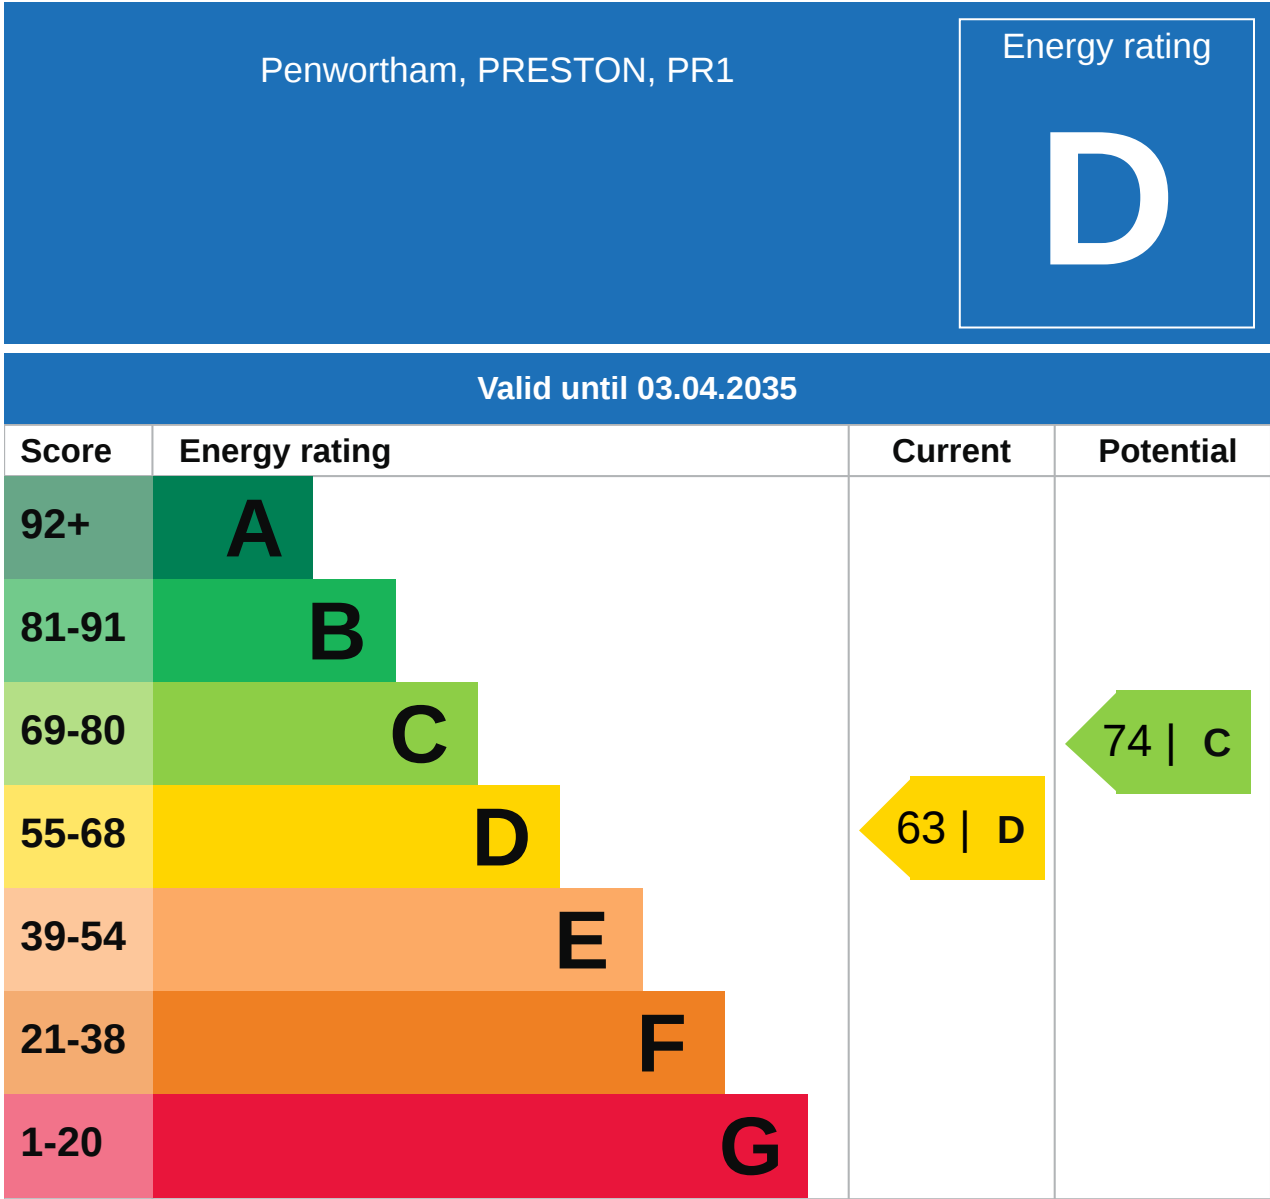 Penwortham, PRESTON, PR1
Energy rating
D
Valid until 03.04.2035
Score Energy rating Current Potential
92+ A
81-91 B
69-80 C
74 | C
55-68 D
63 | D
39-54 E
21-38 F
1-20 G